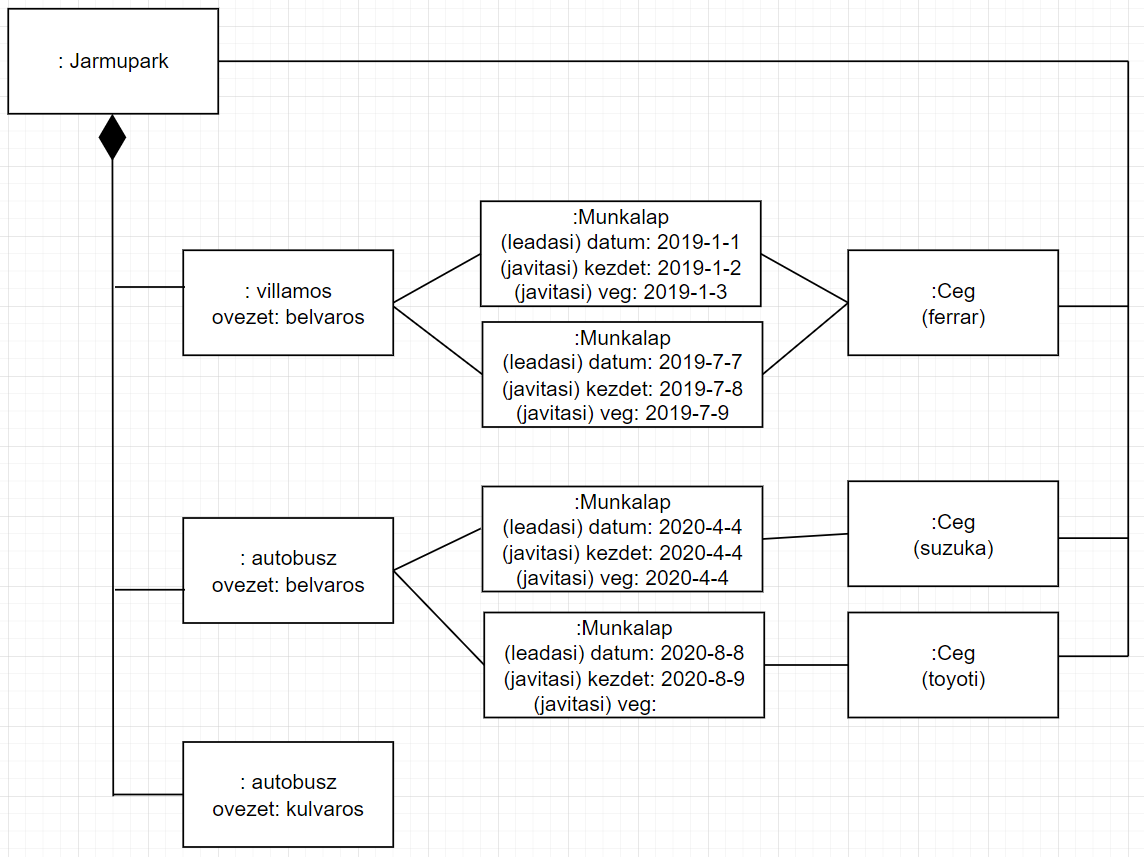 : Jarmupark
:Munkalap
(leadasi) datum: 2019-1-1
(javitasi) kezdet: 2019-1-2
(javitasi) veg: 2019-1-3
: villamos
ovezet: belvaros
:Ceg
(ferrar)
:Munkalap
(leadasi) datum: 2019-7-7
(javitasi) kezdet: 2019-7-8
(javitasi) veg: 2019-7-9
:Munkalap
(leadasi) datum: 2020-4-4
(javitasi) kezdet: 2020-4-4
(javitasi) veg: 2020-4-4
:Ceg
(suzuka)
: autobusz
ovezet: belvaros
:Munkalap
(leadasi) datum: 2020-8-8
(javitasi) kezdet: 2020-8-9
(javitasi) veg:
:Ceg
(toyoti)
: autobusz
ovezet: kulvaros